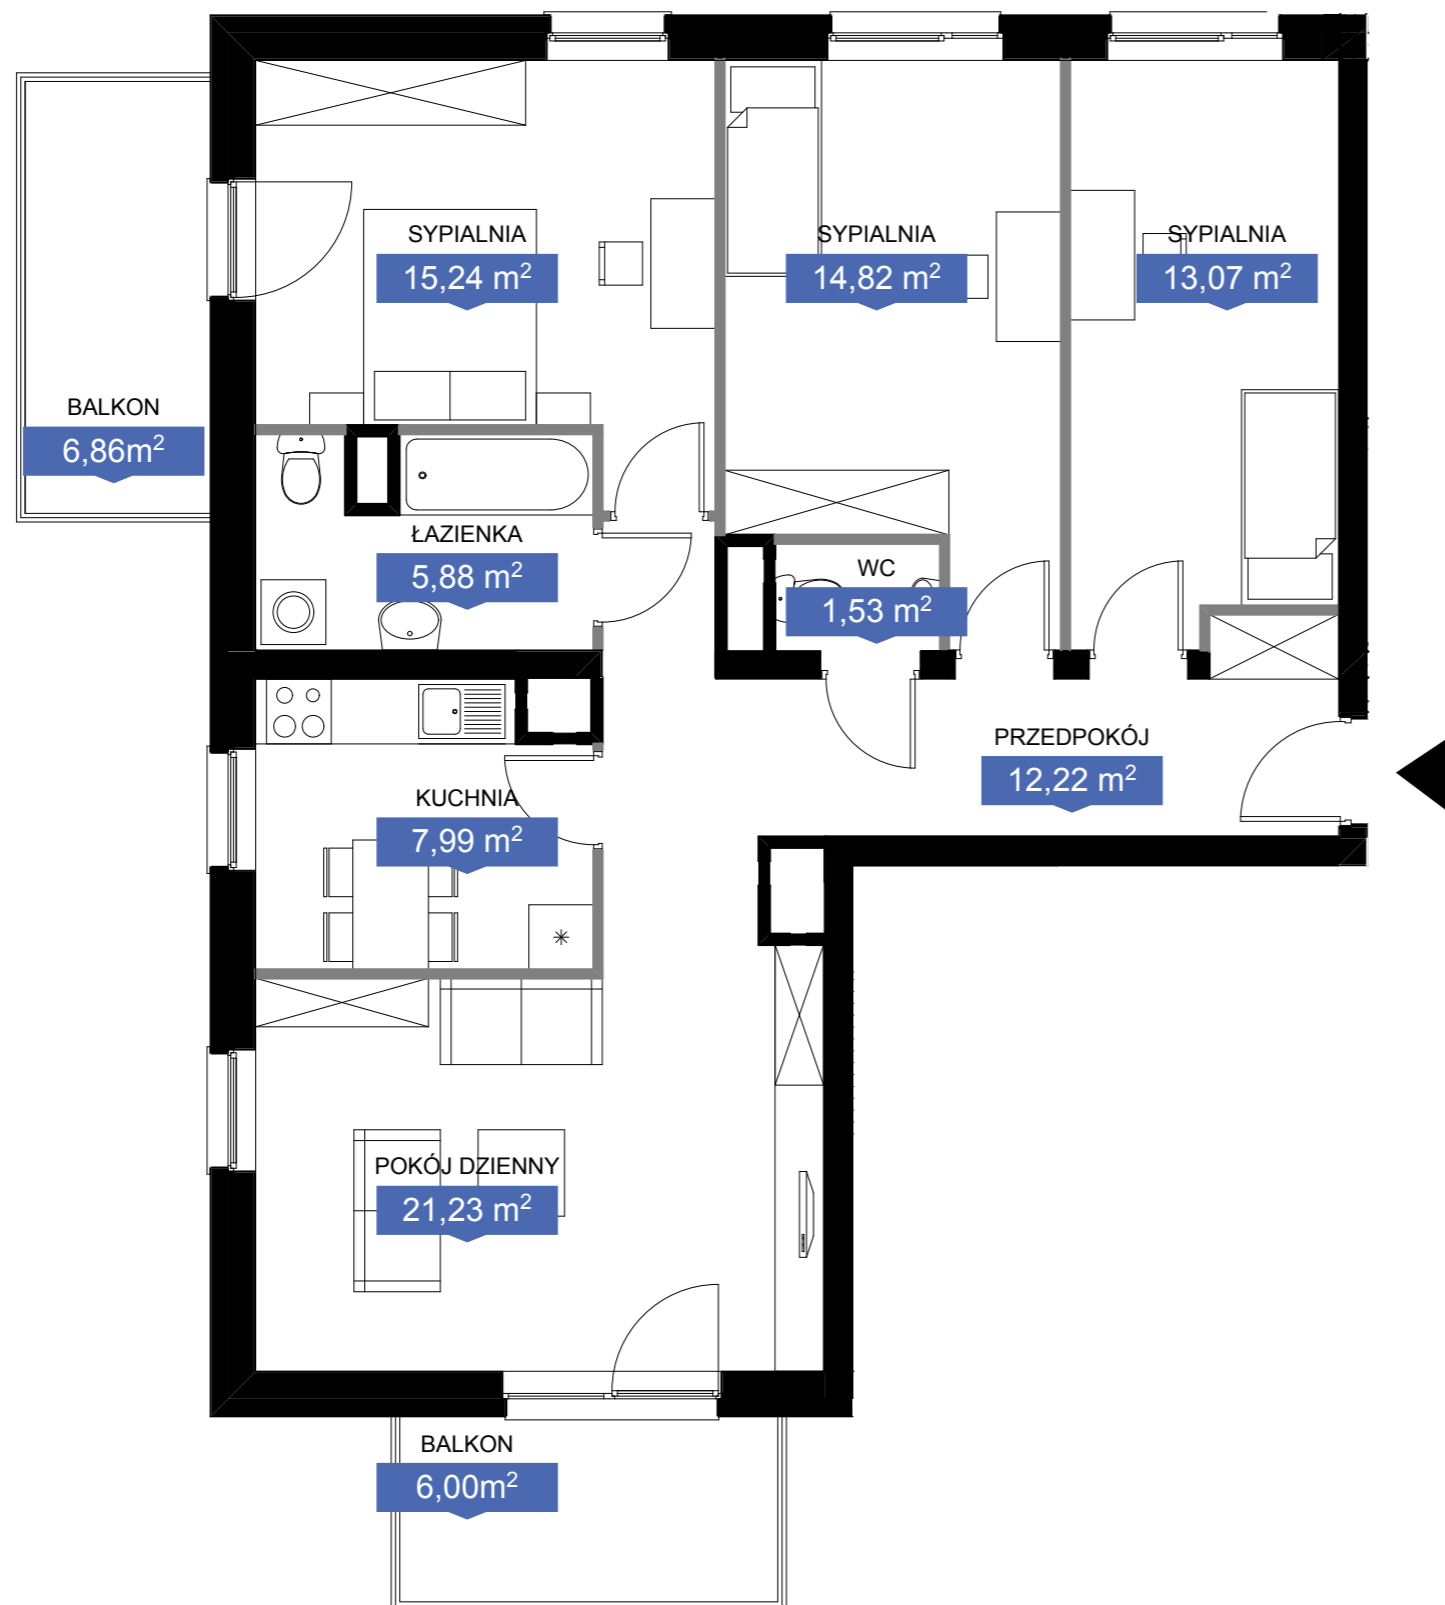 SYPIALNIA
15,24 m²
SYPIALNIA
14,82 m²
SYPIALNIA
13,07 m²
BALKON
6,86m²
ŁAZIENKA
5,88 m²
WC
1,53 m²
PRZEDPOKÓJ
12,22 m²
KUCHNIA
7,99 m²
POKÓJ DZIENNY
21,23 m²
BALKON
6,00m²